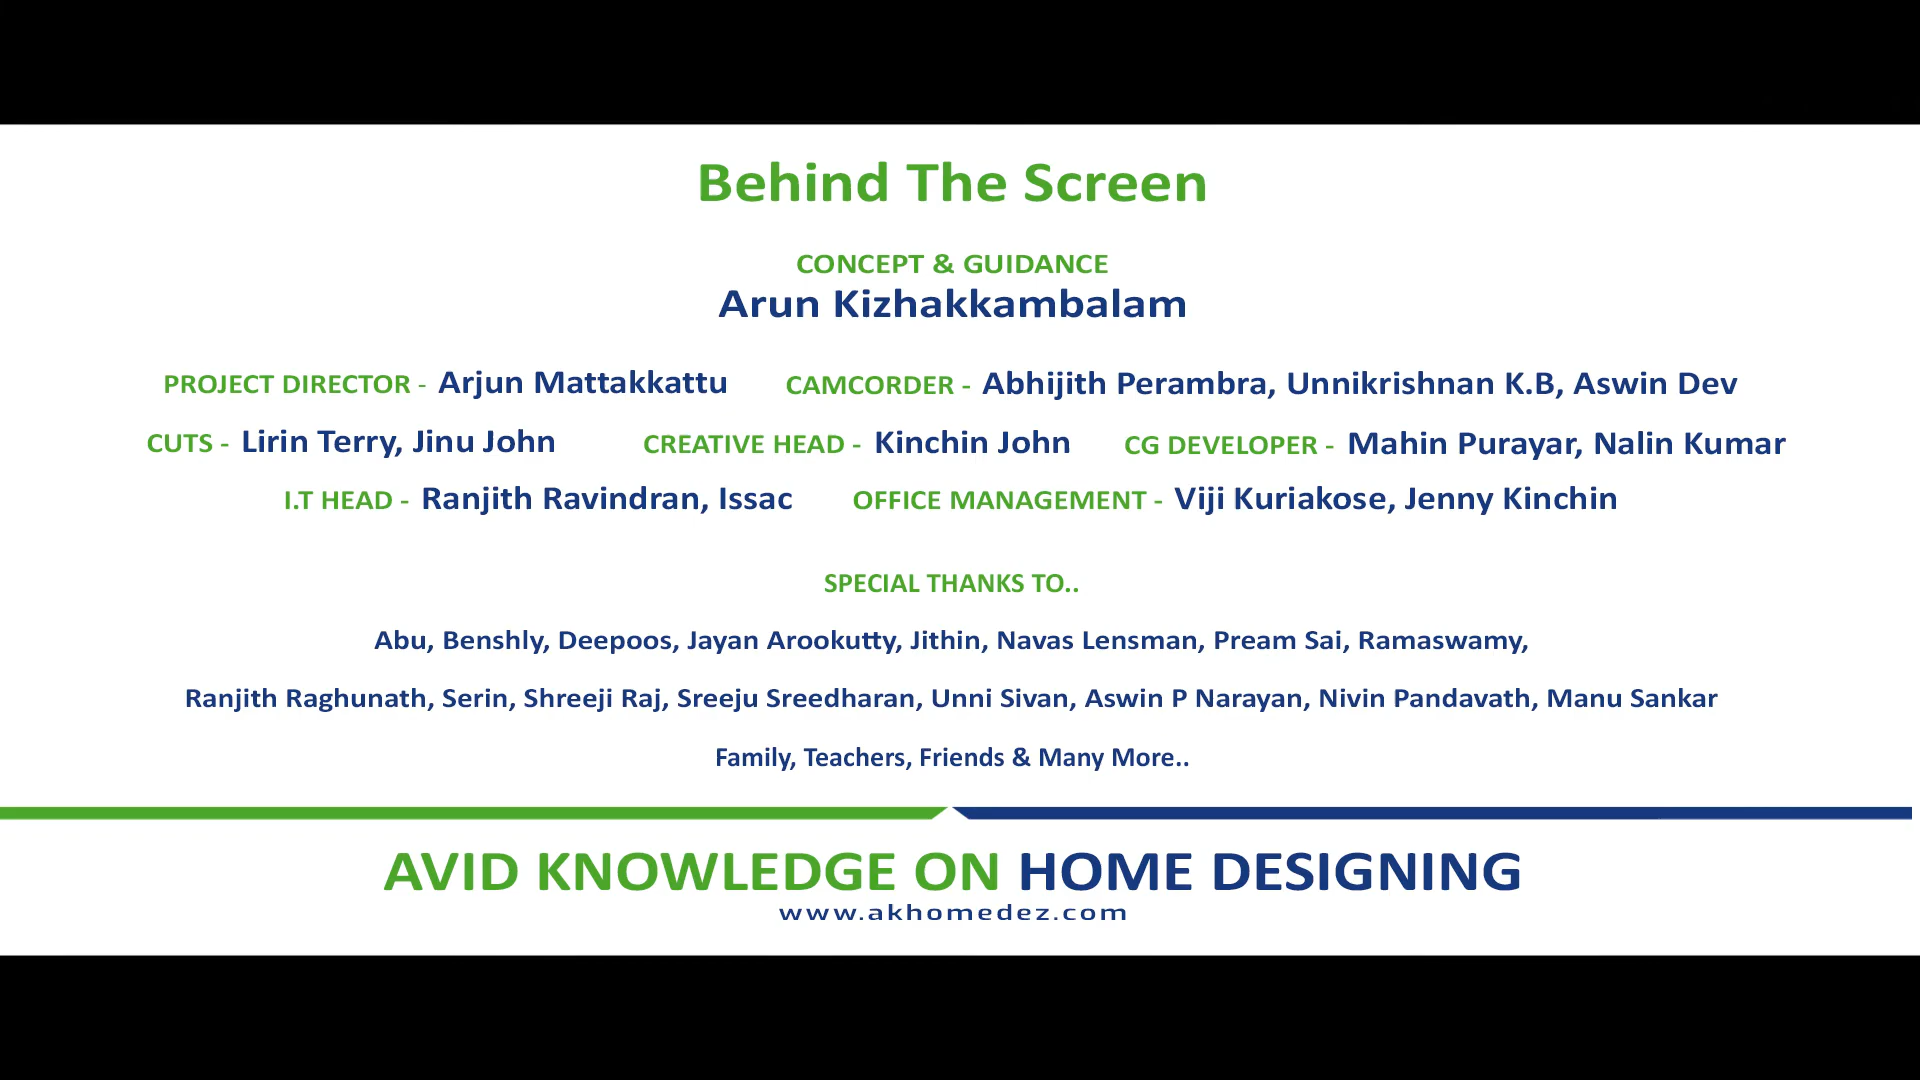 Behind The Screen
CONCEPT & GUIDANCE
Arun Kizhakkambalam
PROJECT DIRECTOR - Arjun Mattakkattu CAMCORDER - Abhijith Perambra, Unnikrishnan K.B, Aswin Dev
CUTS - Lirin Terry, Jinu John CREATIVE HEAD - Kinchin John CG DEVELOPER - Mahin Purayar, Nalin Kumar
I.T HEAD - Ranjith Ravindran, Issac OFFICE MANAGEMENT - Viji Kuriakose, Jenny Kinchin
SPECIAL THANKS TO..
Abu, Benshly, Deepoos, Jayan Arookutty, Jithin, Navas Lensman, Pream Sai, Ramaswamy,
Ranjith Raghunath, Serin, Shreeji Raj, Sreeju Sreedharan, Unni Sivan, Aswin P Narayan, Nivin Pandavath, Manu Sankar
Family, Teachers, Friends & Many More..
AVID KNOWLEDGE ON HOME DESIGNING
www.akhomedez.com